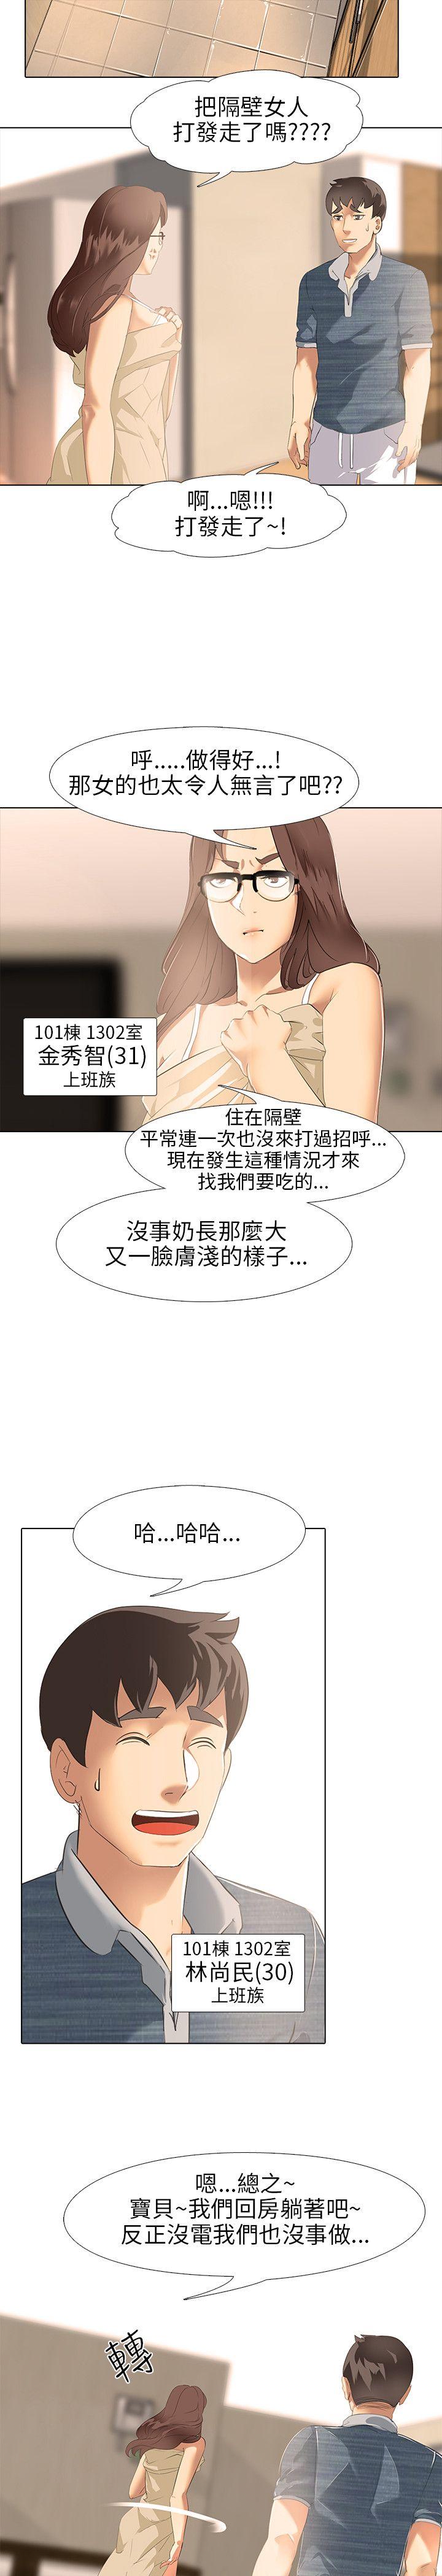 把隔壁女人
打發走了嗎????
啊...嗯!!!
打發走了~!
呼.....做得好...!
那女的也太令人無言了吧??
101棟 1302室
金秀智(31)
上班族
住在隔壁
平常連一次也沒來打過招呼...
現在發生這種情況才來
找我們要吃的...
沒事奶長那麼大
又一臉膚淺的樣子...
哈...哈哈...
101棟 1302室
林尚民(30)
上班族
嗯...總之~
寶貝~我們回房躺著吧~
反正沒電我們也沒事做...
轉